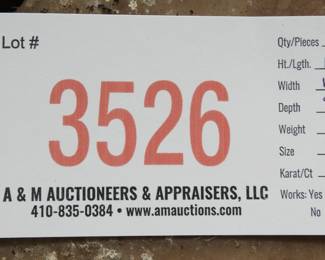 Lot #
3526
A & M AUCTIONEERS & APPRAISERS, LLC
410-835-0384 • www.amauctions.com
Qty/Pieces
Ht./Lgth.
Width
Depth
Weight
Size
Karat/Ct
Works: Yes
No